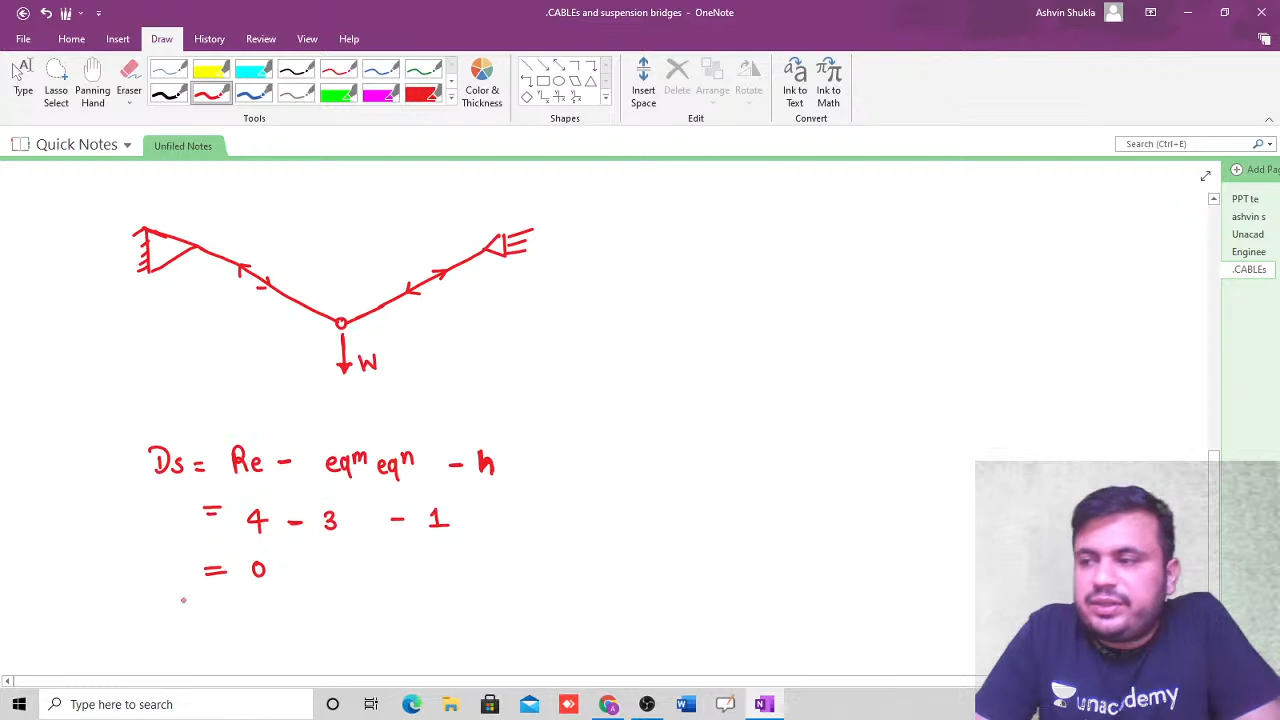 .CABLEs and suspension bridges - OneNote
Ashvin Shukla
File Home Insert Draw History Review View Help
Type
Lasso Select
Panning Hand
Eraser
Color & Thickness
Insert Space
Delete
Arrange
Rotate
Ink to Text
Ink to Math
Tools
Shapes
Edit
Convert
Quick Notes
Unfiled Notes
Search (Ctrl+E)
Add Pag
PPT te
ashvin s
Unacad
Enginee
.CABLEs
W
Ds = Re - eqm eqn - h
= 4 - 3 - 1
= 0
unacademy
Type here to search